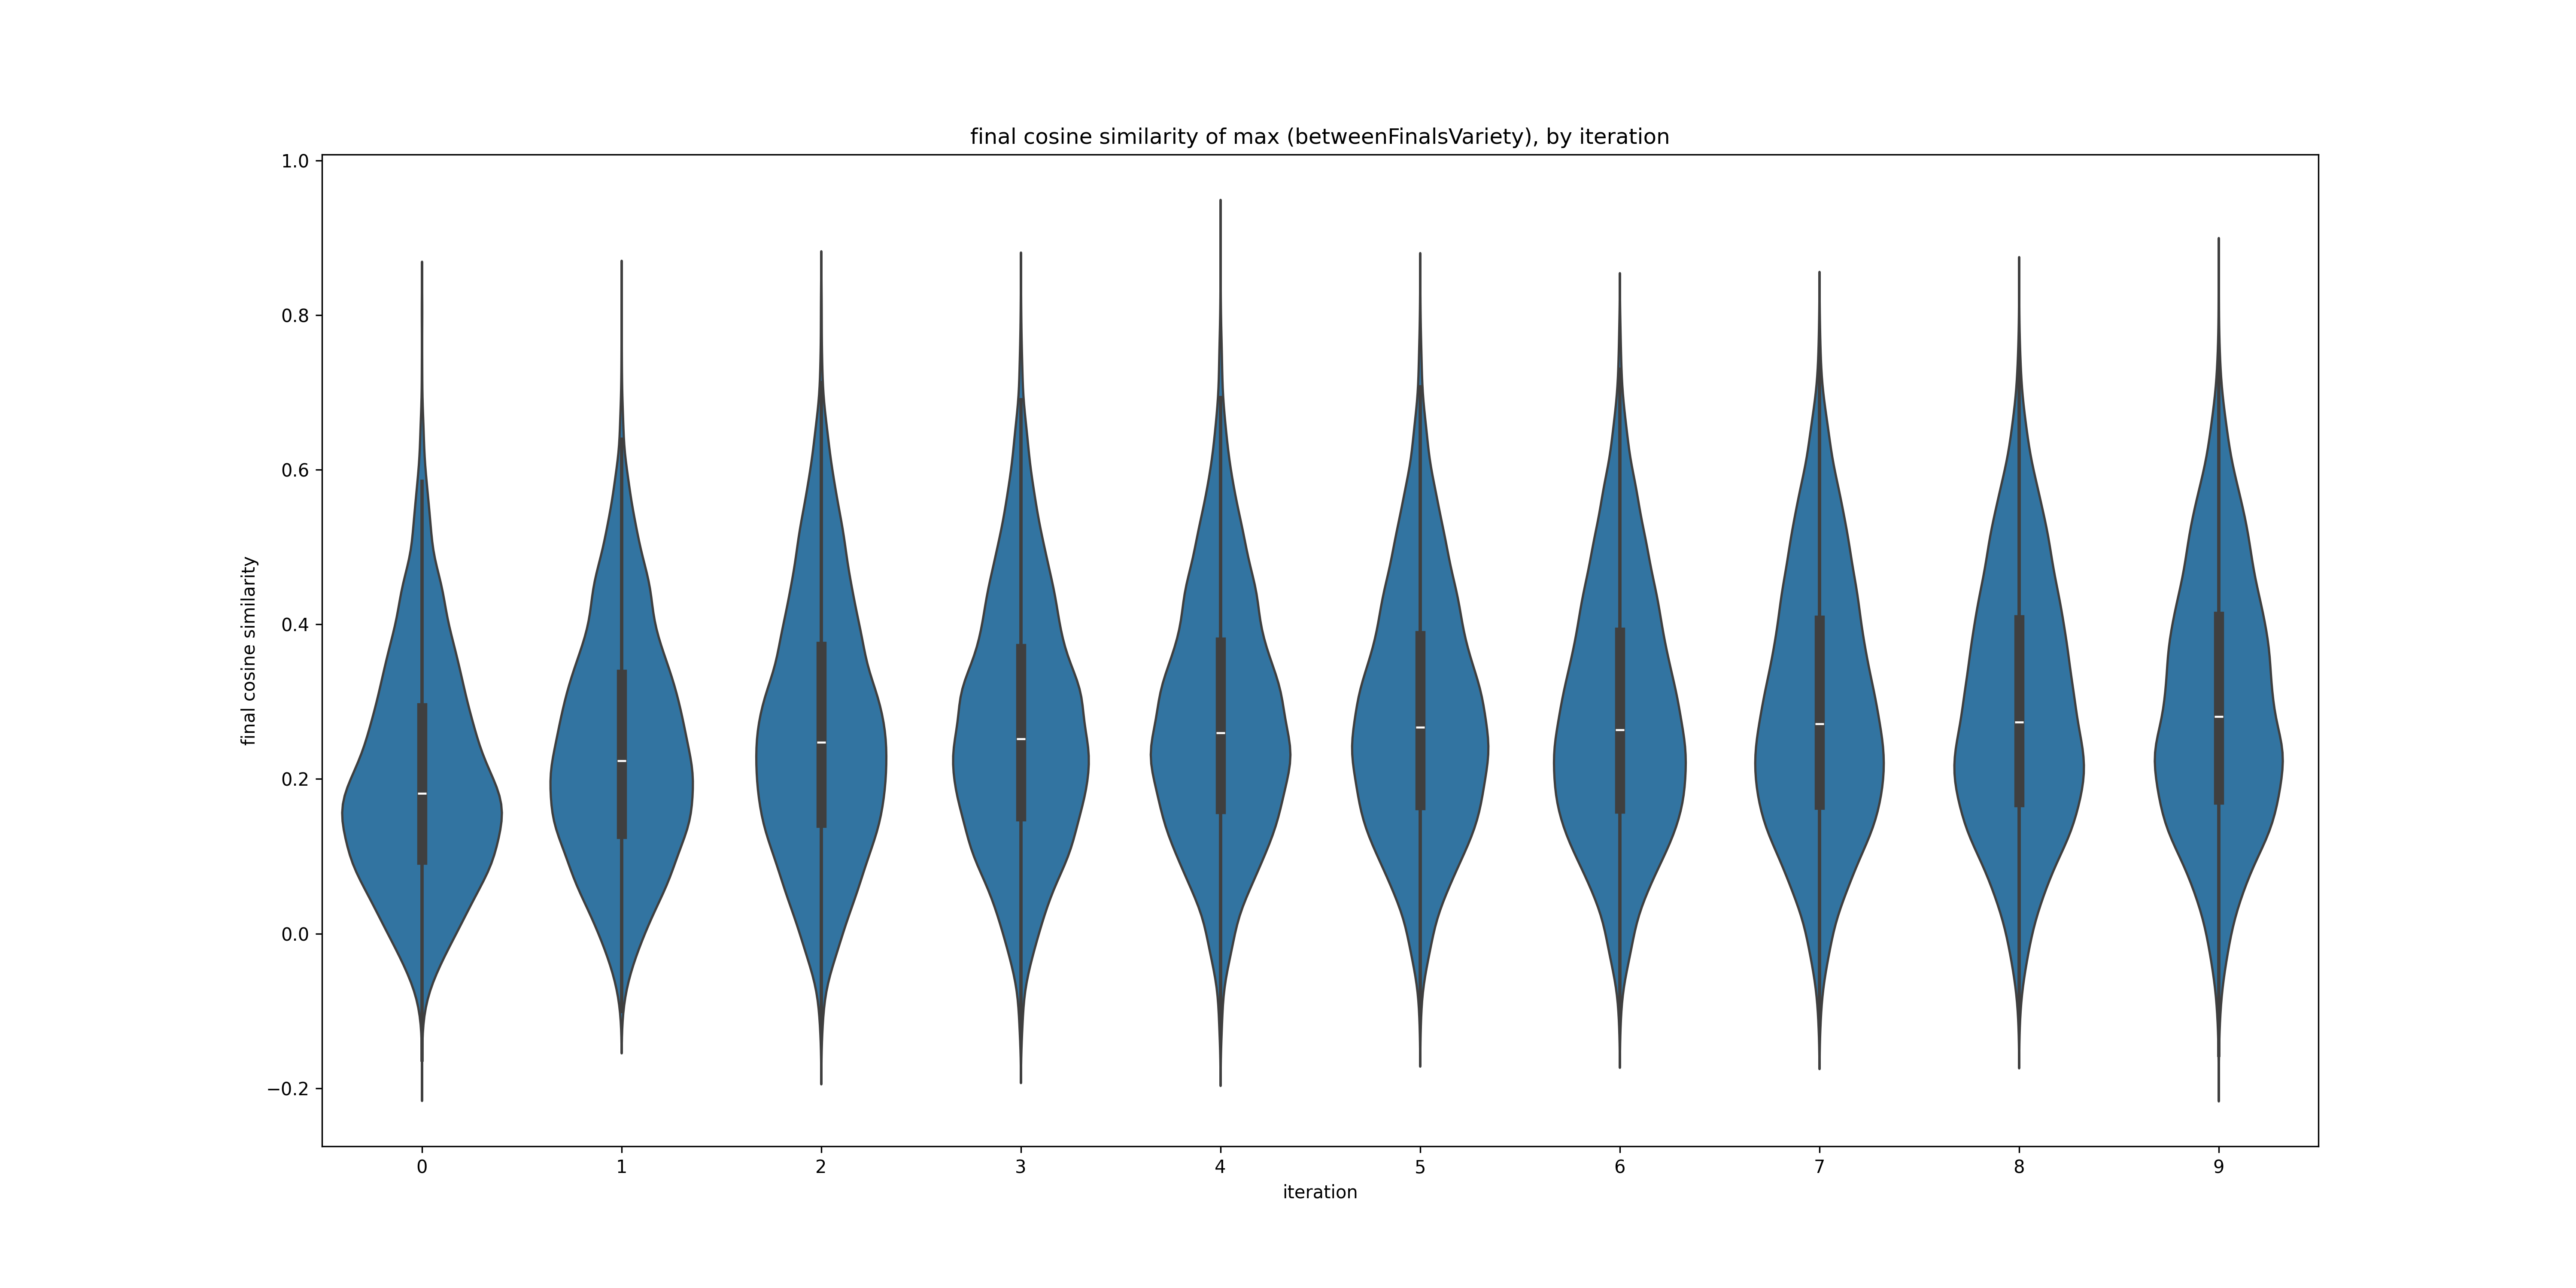 final cosine similarity of max (betweenFinalsVariety), by iteration
1.0
0.8
0.6
0.4
0.2
0.0
−0.2
final cosine similarity
0 1 2 3 4 5 6 7 8 9
iteration